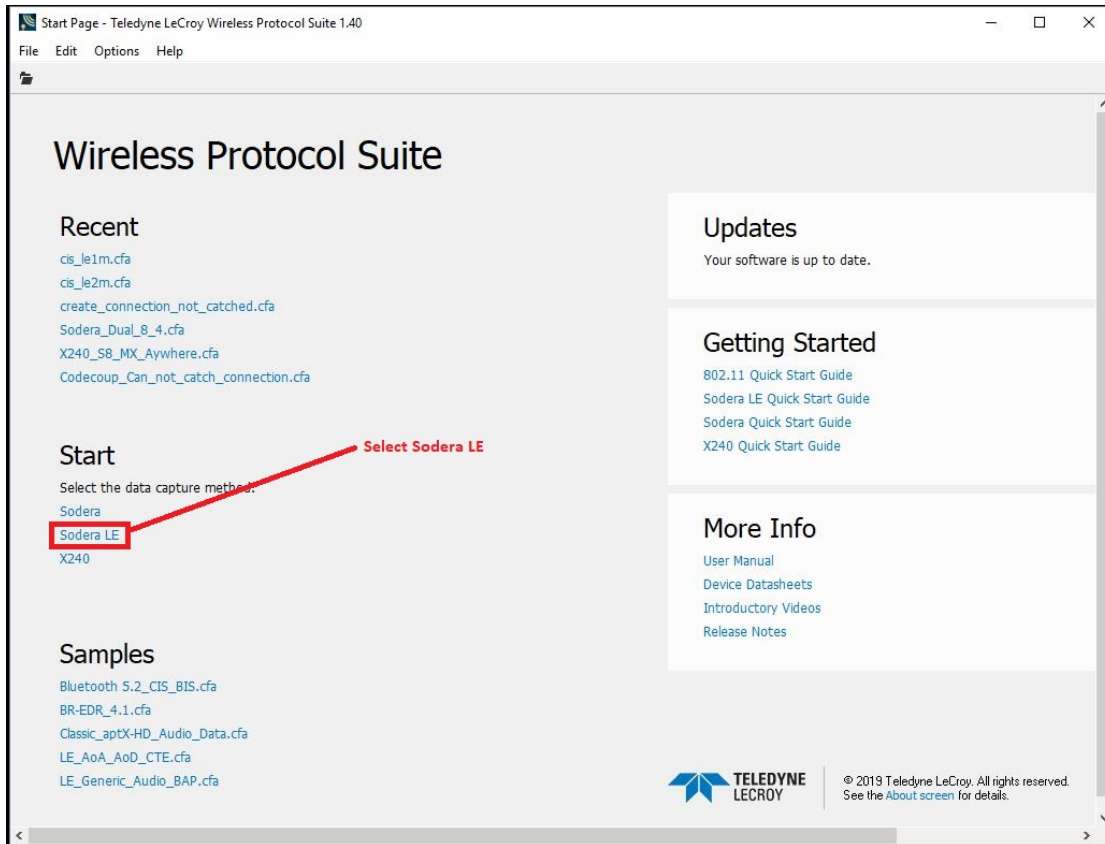 Start Page - Teledyne LeCroy Wireless Protocol Suite 1.40
File Edit Options Help
Wireless Protocol Suite
Recent
cis_le1m.cfa
cis_le2m.cfa
create_connection_not_catched.cfa
Sodera_Dual_8_4.cfa
X240_S8_MX_Aywhere.cfa
Codecoup_Can_not_catch_connection.cfa
Start
Select the data capture method.
Sodera
Sodera LE
X240
Select Sodera LE
Samples
Bluetooth 5.2_CIS_BIS.cfa
BR-EDR_4.1.cfa
Classic_aptX-HD_Audio_Data.cfa
LE_AoA_AoD_CTE.cfa
LE_Generic_Audio_BAP.cfa
Updates
Your software is up to date.
Getting Started
802.11 Quick Start Guide
Sodera LE Quick Start Guide
Sodera Quick Start Guide
X240 Quick Start Guide
More Info
User Manual
Device Datasheets
Introductory Videos
Release Notes
TELEDYNE
LECROY
© 2019 Teledyne LeCroy. All rights reserved.
See the About screen for details.